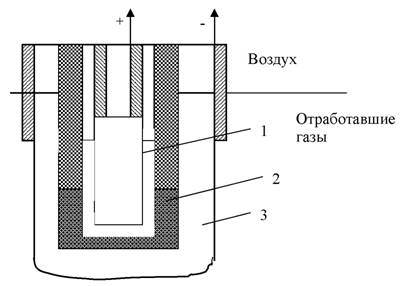 + -
Воздух
Отработавшие
газы
1
2
3